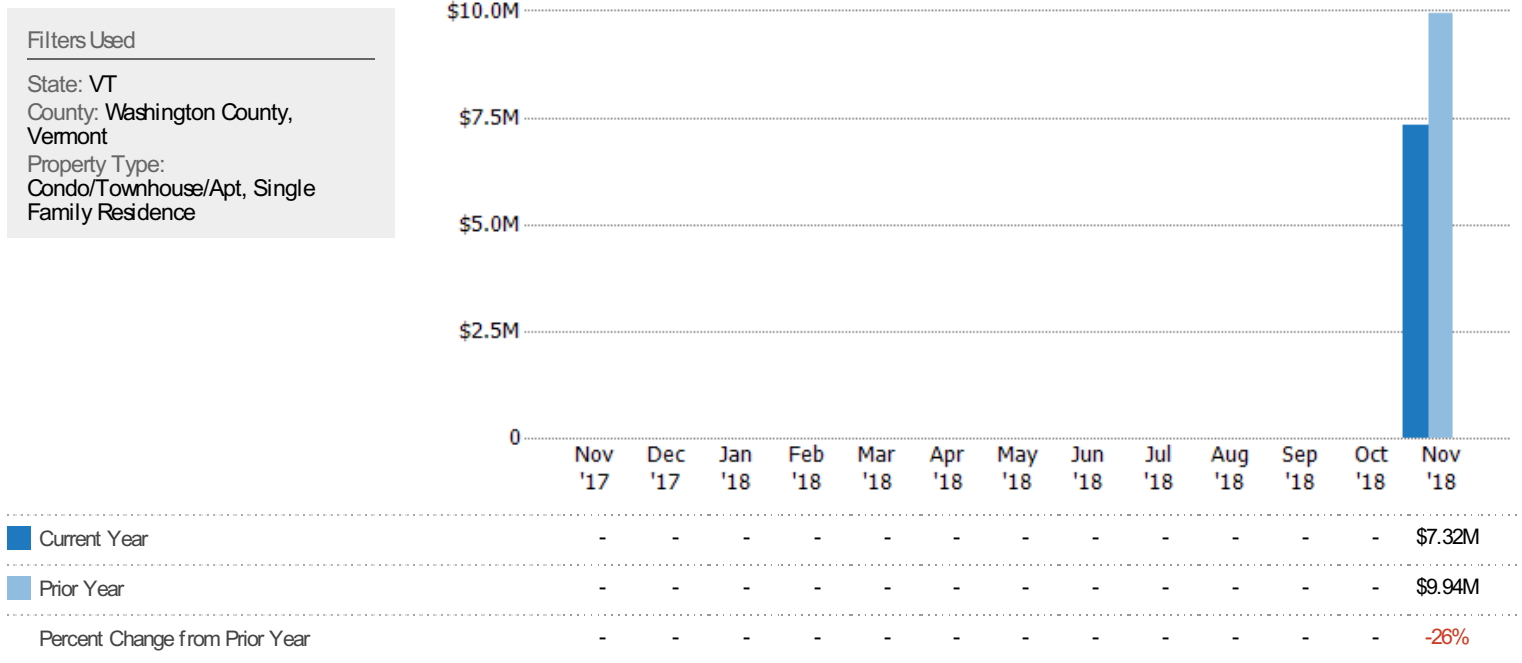 Filters Used
State: VT
County: Washington County,
Vermont
Property Type:
Condo/Townhouse/Apt, Single
Family Residence
$10.0M
$7.5M
$5.0M
$2.5M
0
Nov Dec Jan Feb Mar Apr May Jun Jul Aug Sep Oct Nov
'17 '17 '18 '18 '18 '18 '18 '18 '18 '18 '18 '18 '18
Current Year - - - - - - - - - - - - $7.32M
Prior Year - - - - - - - - - - - - $9.94M
Percent Change from Prior Year - - - - - - - - - - - - -26%